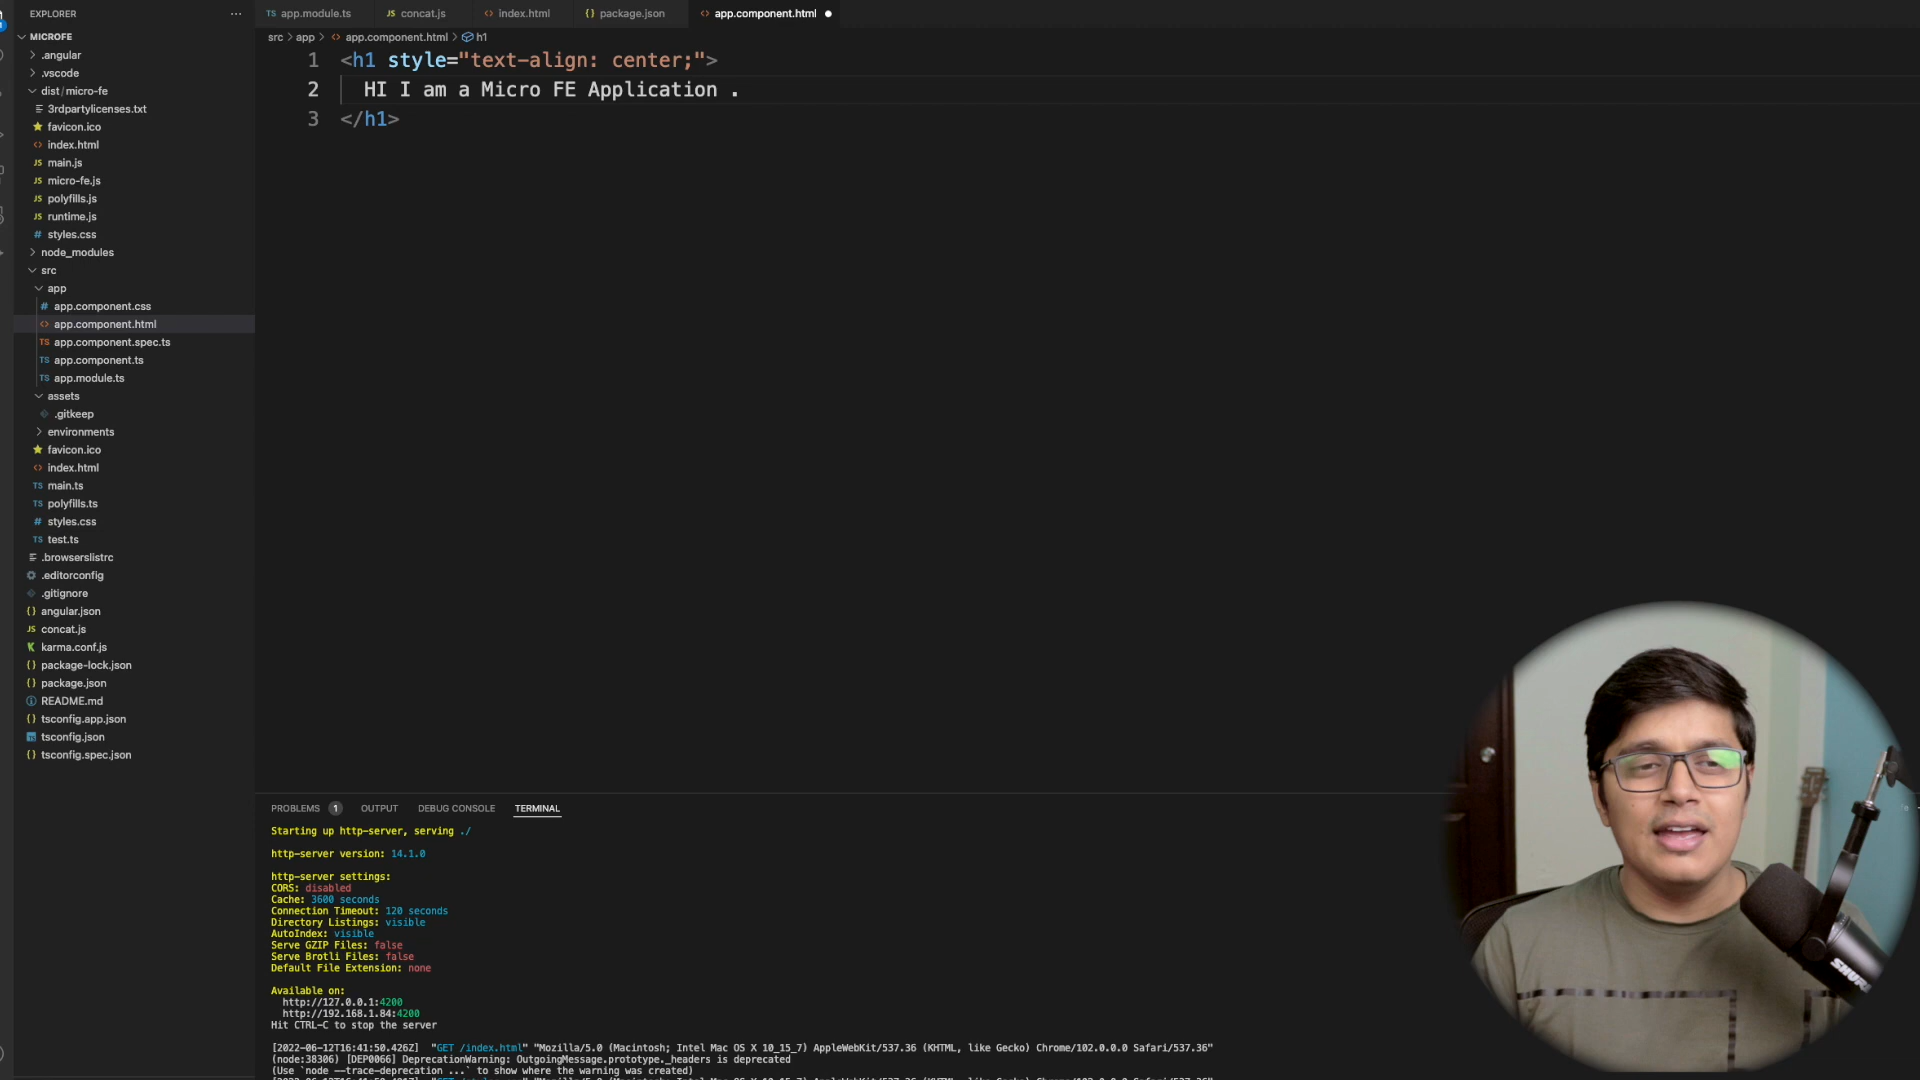 EXPLORER
MICROFE
.angular
.vscode
dist/micro-fe
3rdpartylicenses.txt
favicon.ico
index.html
main.js
micro-fe.js
polyfills.js
runtime.js
styles.css
node_modules
src
app
app.component.css
app.component.html
app.component.spec.ts
app.component.ts
app.module.ts
assets
.gitkeep
environments
favicon.ico
index.html
main.ts
polyfills.ts
styles.css
test.ts
.browserslistrc
.editorconfig
.gitignore
angular.json
concat.js
karma.conf.js
package-lock.json
package.json
README.md
tsconfig.app.json
tsconfig.json
tsconfig.spec.json
app.module.ts concat.js index.html package.json app.component.html
src > app > app.component.html > h1
1 <h1 style="text-align: center;">
2 HI I am a Micro FE Application .
3 </h1>
PROBLEMS 1 OUTPUT DEBUG CONSOLE TERMINAL
Starting up http-server, serving ./
http-server version: 14.1.0
http-server settings:
CORS: disabled
Cache: 3600 seconds
Connection Timeout: 120 seconds
Directory Listings: visible
AutoIndex: visible
Serve GZIP Files: false
Serve Brotli Files: false
Default File Extension: none
Available on:
http://127.0.0.1:4200
http://192.168.1.84:4200
Hit CTRL-C to stop the server
[2022-06-12T16:41:50.426Z] "GET /index.html" "Mozilla/5.0 (Macintosh; Intel Mac OS X 10_15_7) AppleWebKit/537.36 (KHTML, like Gecko) Chrome/102.0.0.0 Safari/537.36"
(node:38306) [DEP0066] DeprecationWarning: OutgoingMessage.prototype._headers is deprecated
(Use `node --trace-deprecation ...` to show where the warning was created)
SHURE